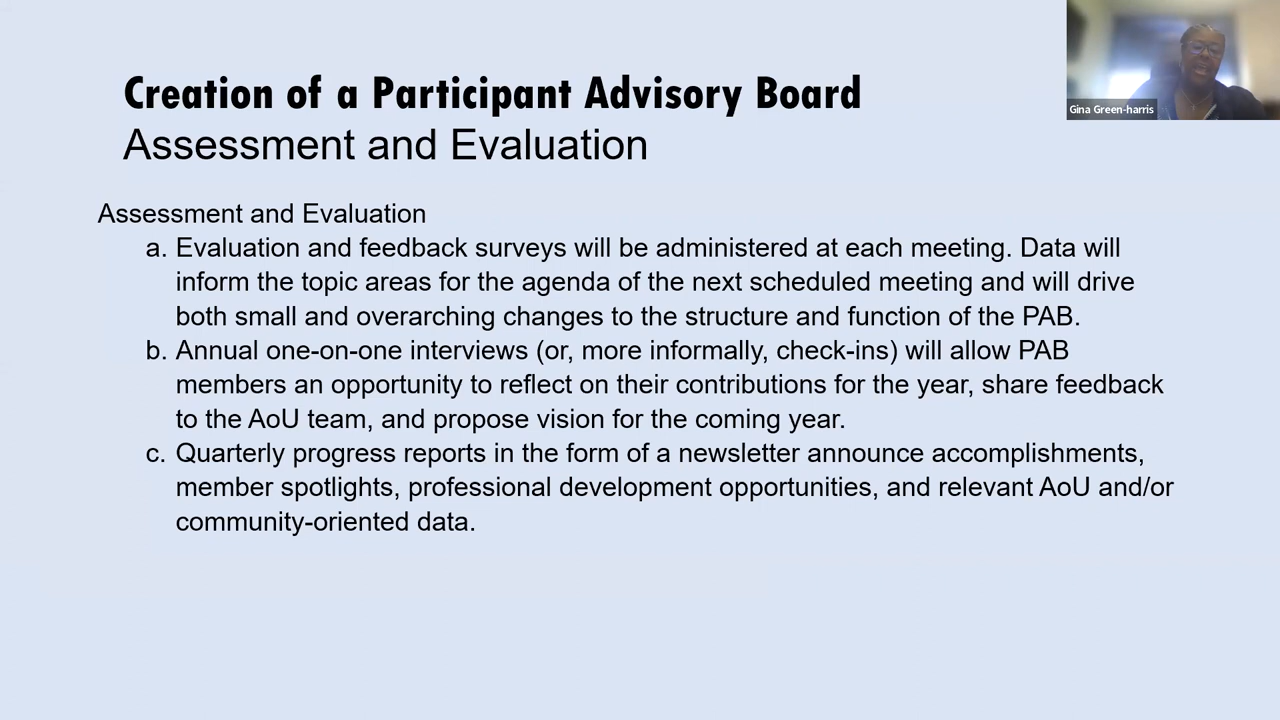 Creation of a Participant Advisory Board
Assessment and Evaluation
Gina Green-harris
Assessment and Evaluation
a. Evaluation and feedback surveys will be administered at each meeting. Data will
inform the topic areas for the agenda of the next scheduled meeting and will drive
both small and overarching changes to the structure and function of the PAB.
b. Annual one-on-one interviews (or, more informally, check-ins) will allow PAB
members an opportunity to reflect on their contributions for the year, share feedback
to the AoU team, and propose vision for the coming year.
c. Quarterly progress reports in the form of a newsletter announce accomplishments,
member spotlights, professional development opportunities, and relevant AoU and/or
community-oriented data.